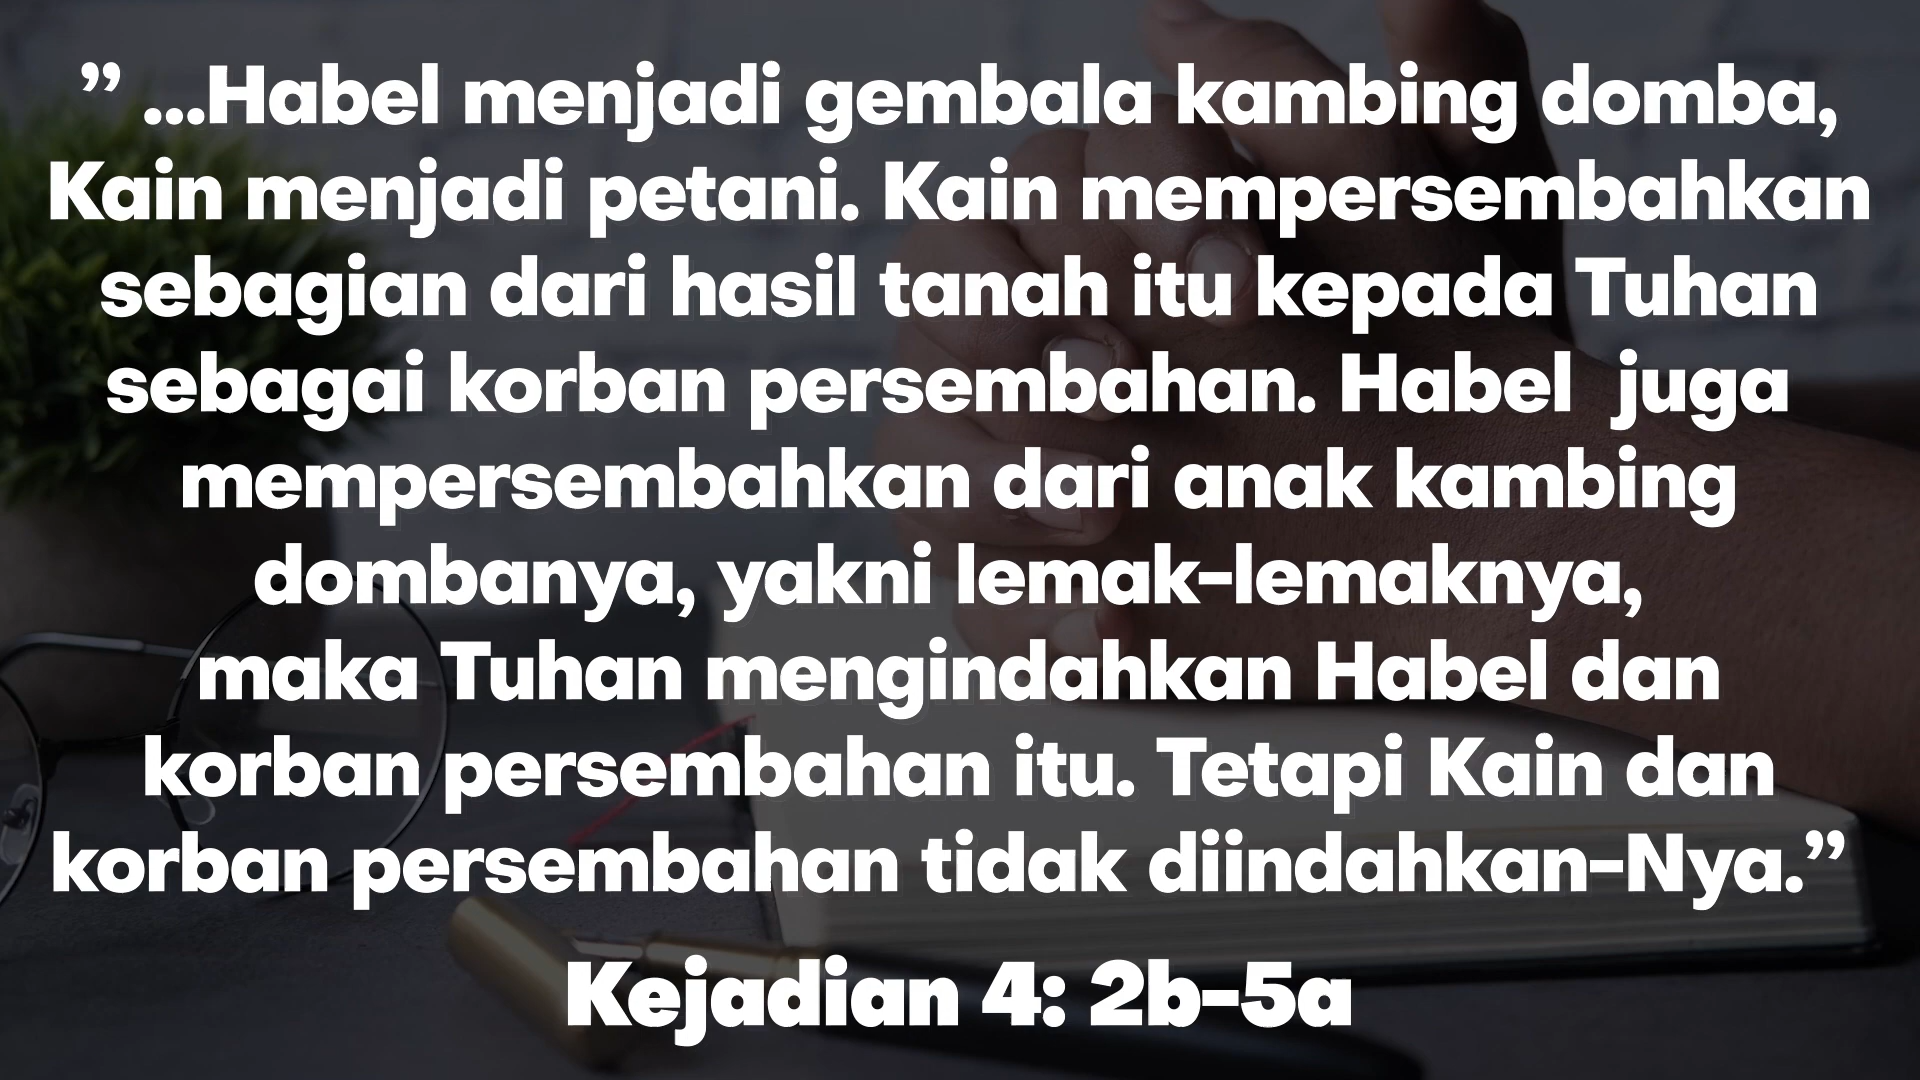 ” ...Habel menjadi gembala kambing domba,
Kain menjadi petani. Kain mempersembahkan
sebagian dari hasil tanah itu kepada Tuhan
sebagai korban persembahan. Habel  juga
mempersembahkan dari anak kambing
dombanya, yakni lemak-lemaknya,
maka Tuhan mengindahkan Habel dan
korban persembahan itu. Tetapi Kain dan
korban persembahan tidak diindahkan-Nya.”
Kejadian 4: 2b-5a